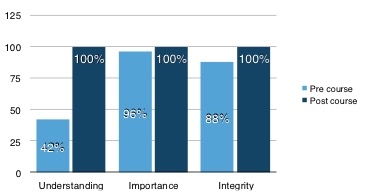 125
100
75
50
25
0
42%
100%
96%
100%
88%
100%
Understanding
Importance
Integrity
Pre course
Post course